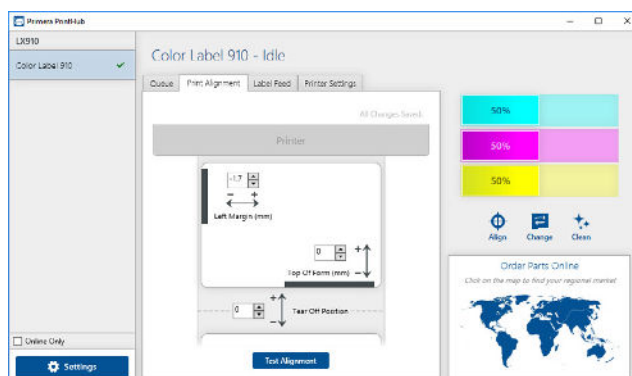 Primera PrintHub
LX910
Color Label 910
Color Label 910 - Idle
Queue
Print Alignment
Label Feed
Printer Settings
All Changes Saved.
Printer
-1.7
- +
Left Margin (mm)
0
+
-
Top Of Form (mm)
0
+
-
Tear Off Position
Test Alignment
50%
50%
50%
Align
Change
Clean
Order Parts Online
Click on the map to find your regional market
Online Only
Settings